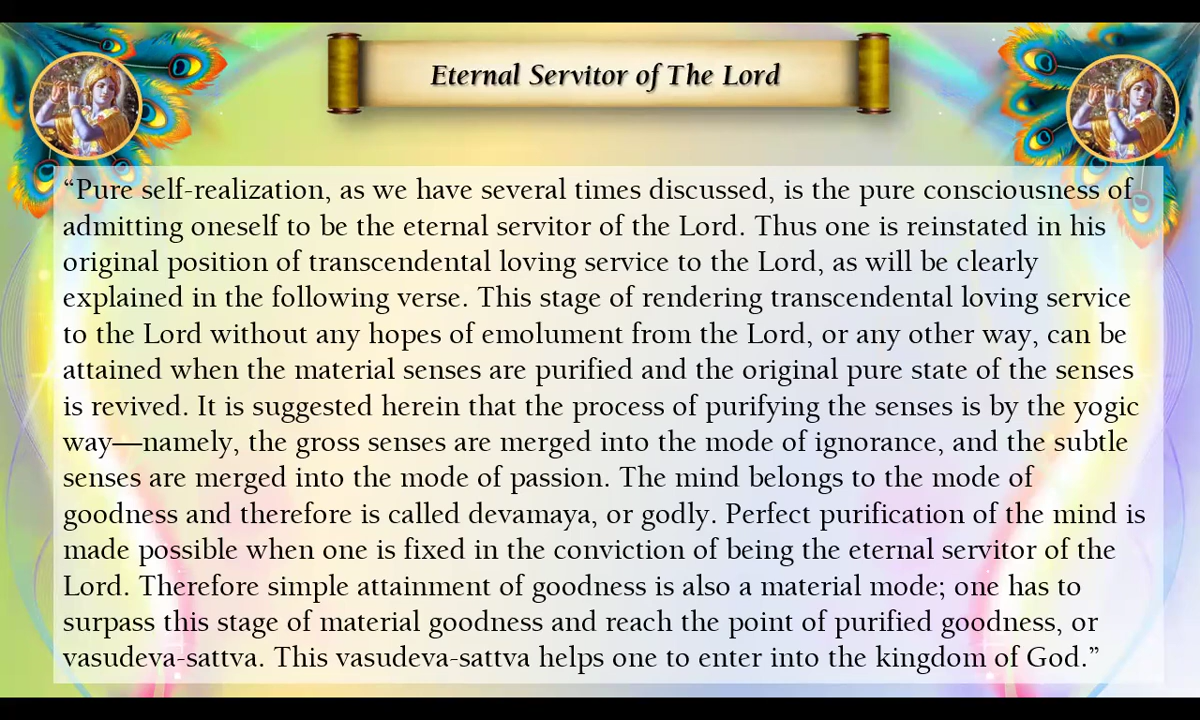 Eternal Servitor of The Lord
“Pure self-realization, as we have several times discussed, is the pure consciousness of
admitting oneself to be the eternal servitor of the Lord. Thus one is reinstated in his
original position of transcendental loving service to the Lord, as will be clearly
explained in the following verse. This stage of rendering transcendental loving service
to the Lord without any hopes of emolument from the Lord, or any other way, can be
attained when the material senses are purified and the original pure state of the senses
is revived. It is suggested herein that the process of purifying the senses is by the yogic
way—namely, the gross senses are merged into the mode of ignorance, and the subtle
senses are merged into the mode of passion. The mind belongs to the mode of
goodness and therefore is called devamaya, or godly. Perfect purification of the mind is
made possible when one is fixed in the conviction of being the eternal servitor of the
Lord. Therefore simple attainment of goodness is also a material mode; one has to
surpass this stage of material goodness and reach the point of purified goodness, or
vasudeva-sattva. This vasudeva-sattva helps one to enter into the kingdom of God.”